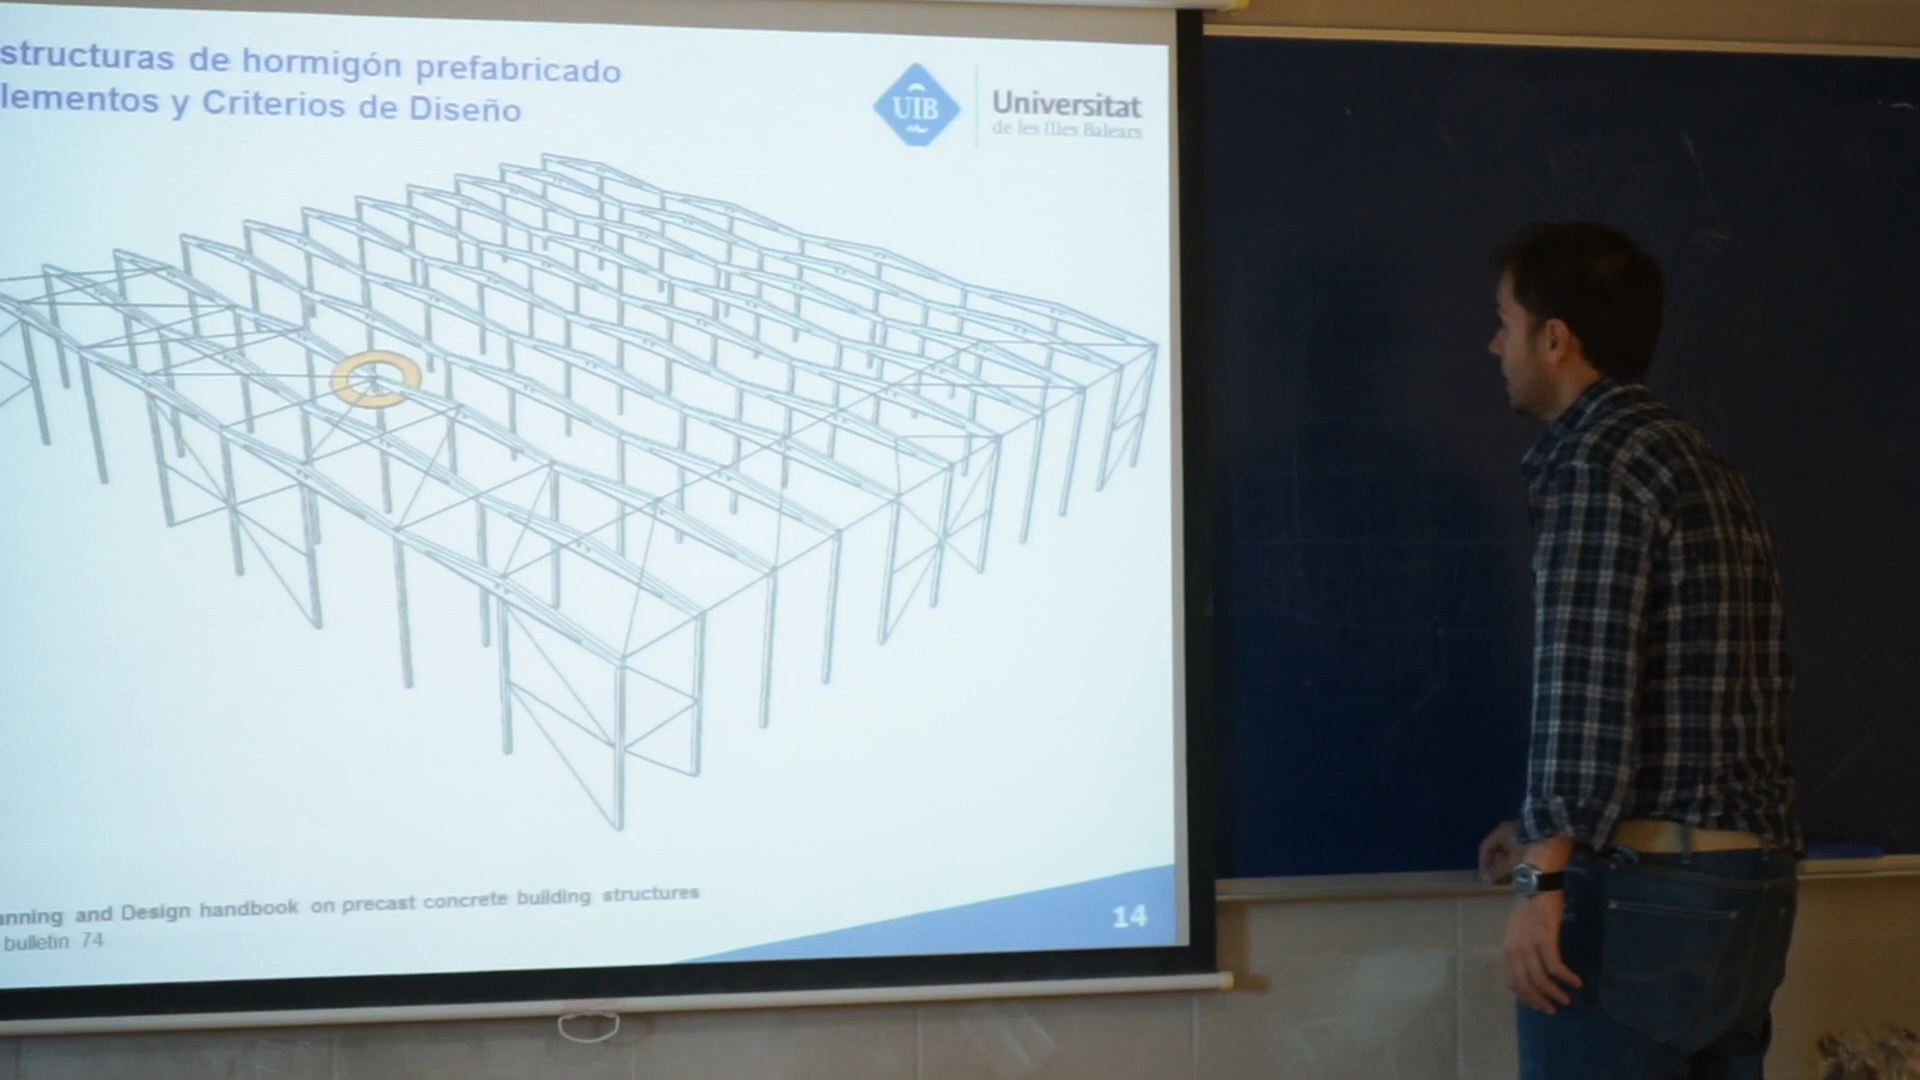 structuras de hormigón prefabricado
lementos y Criterios de Diseño
UIB
Universitat
de les Illes Balears
anning and Design handbook on precast concrete building structures
bulletin 74
14